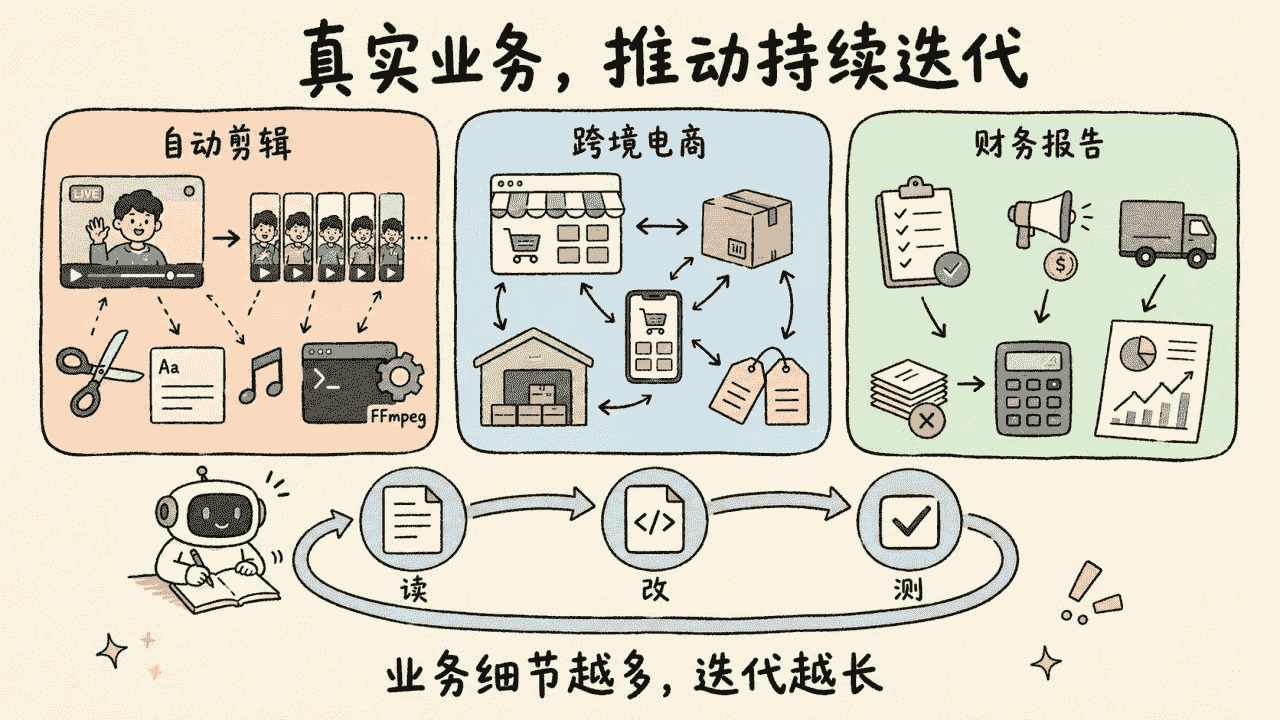 真实业务，推动持续迭代
自动剪辑
LIVE
Aa
FFmpeg
跨境电商
财务报告
$
</>
读
改
测
业务细节越多，迭代越长